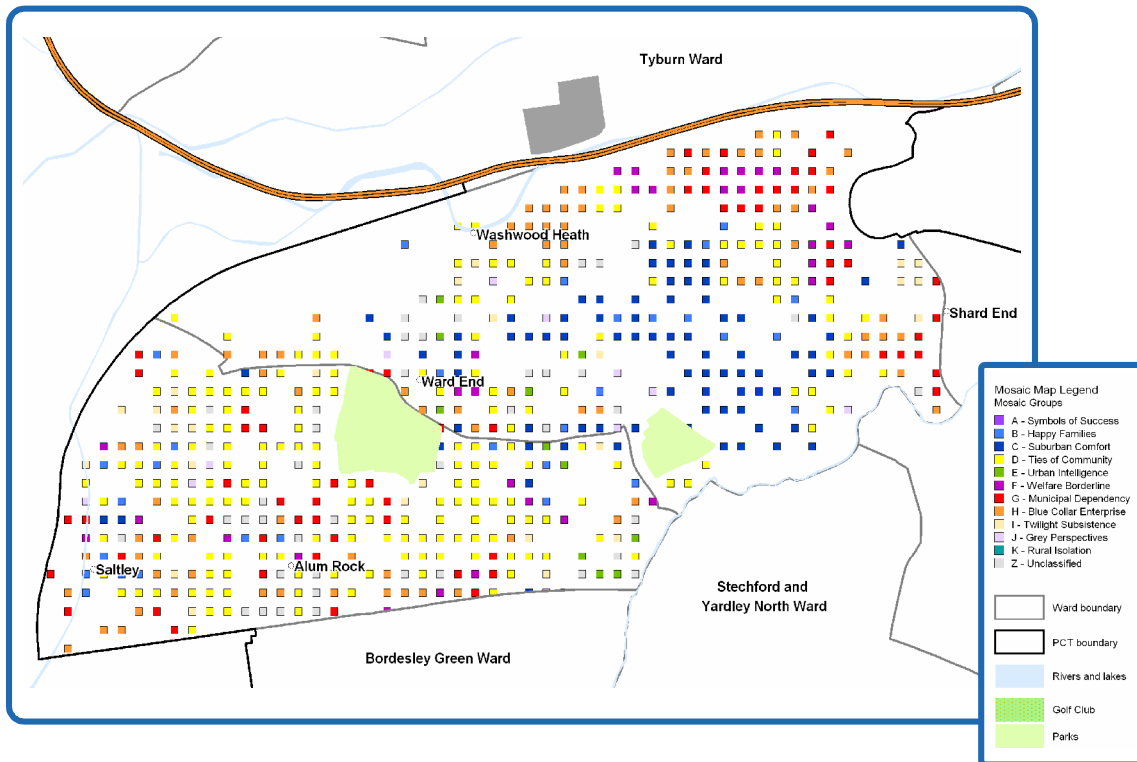 Tyburn Ward
Washwood Heath
Shard End
Ward End
Saltley
Alum Rock
Stechford and
Yardley North Ward
Bordesley Green Ward
Mosaic Map Legend
Mosaic Groups
A - Symbols of Success
B - Happy Families
C - Suburban Comfort
D - Ties of Community
E - Urban Intelligence
F - Welfare Borderline
G - Municipal Dependency
H - Blue Collar Enterprise
I - Twilight Subsistence
J - Grey Perspectives
K - Rural Isolation
Z - Unclassified
Ward boundary
PCT boundary
Rivers and lakes
Golf Club
Parks